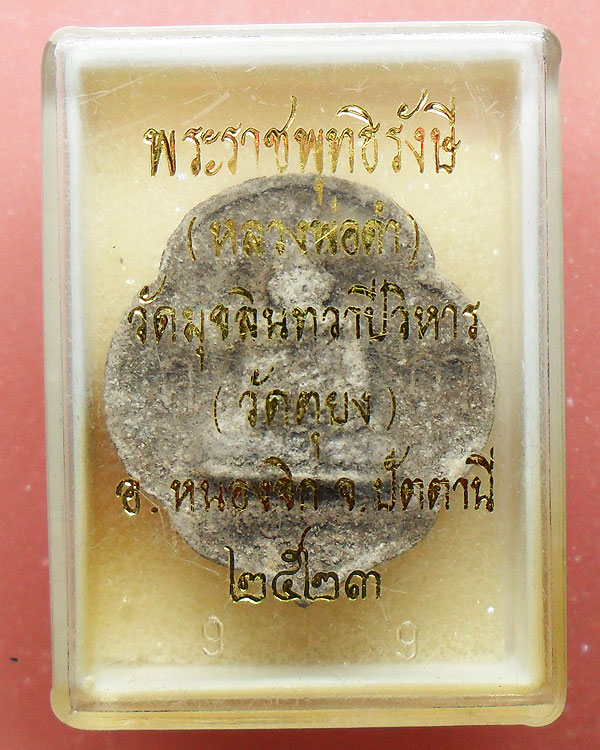 พระราชพุทธิรังษี
(หลวงพ่อดำ)
วัดมุจลินทวาปีวิหาร
(วัดตุยง)
อ.หนองจิก จ.ปัตตานี
๒๕๒๓
9 9